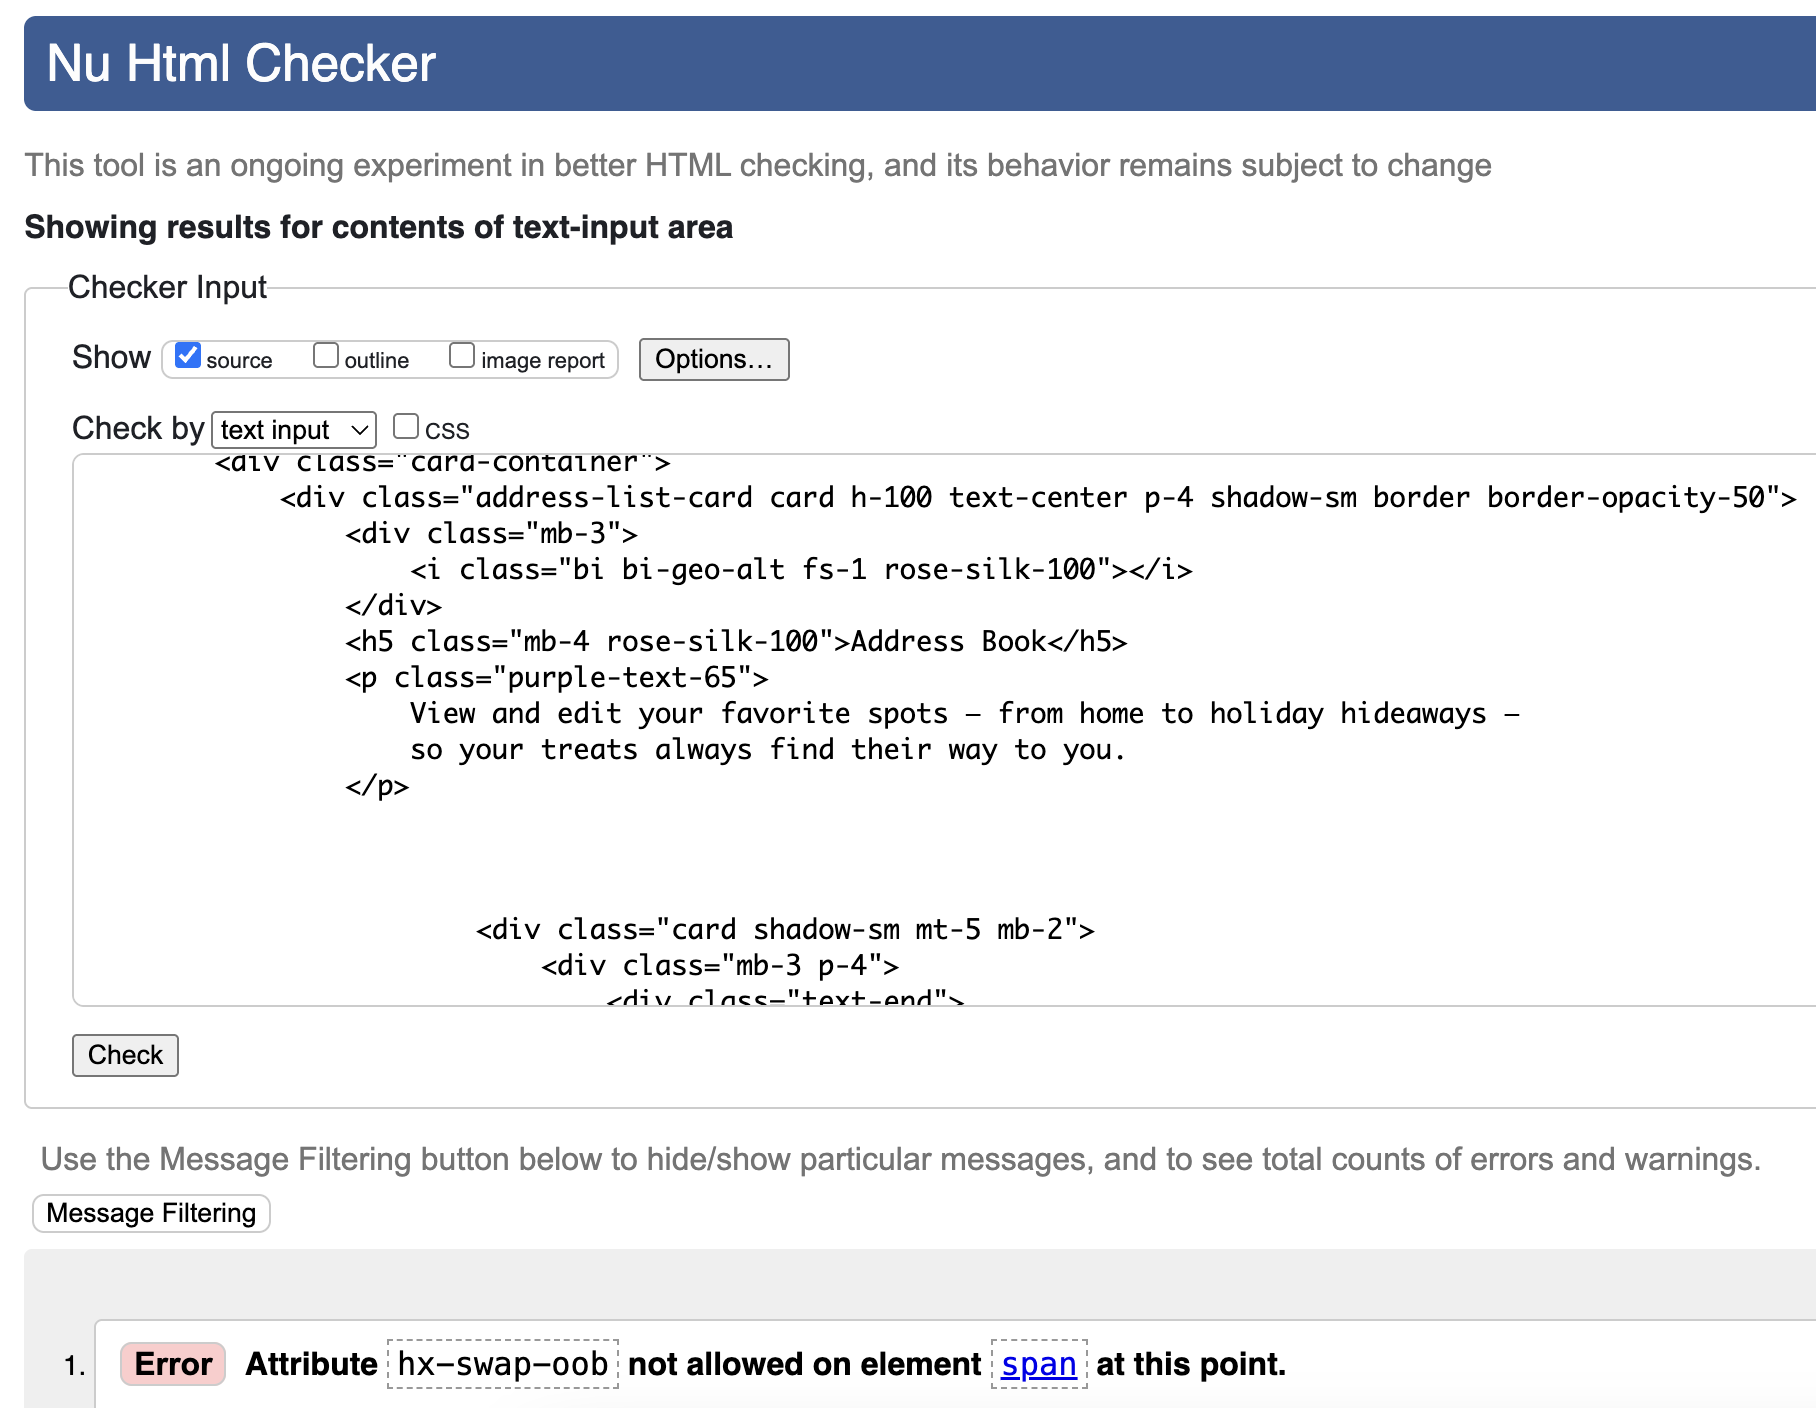 Nu Html Checker
This tool is an ongoing experiment in better HTML checking, and its behavior remains subject to change
Showing results for contents of text-input area
Checker Input
Show source outline image report Options...
Check by text input CSS
<div class="card-container">
<div class="address-list-card card h-100 text-center p-4 shadow-sm border border-opacity-50">
<div class="mb-3">
<i class="bi bi-geo-alt fs-1 rose-silk-100"></i>
</div>
<h5 class="mb-4 rose-silk-100">Address Book</h5>
<p class="purple-text-65">
View and edit your favorite spots – from home to holiday hideaways –
so your treats always find their way to you.
</p>
<div class="card shadow-sm mt-5 mb-2">
<div class="mb-3 p-4">
<div class="text-end">
Check
Use the Message Filtering button below to hide/show particular messages, and to see total counts of errors and warnings.
Message Filtering
1. Error Attribute hx-swap-oob not allowed on element span at this point.